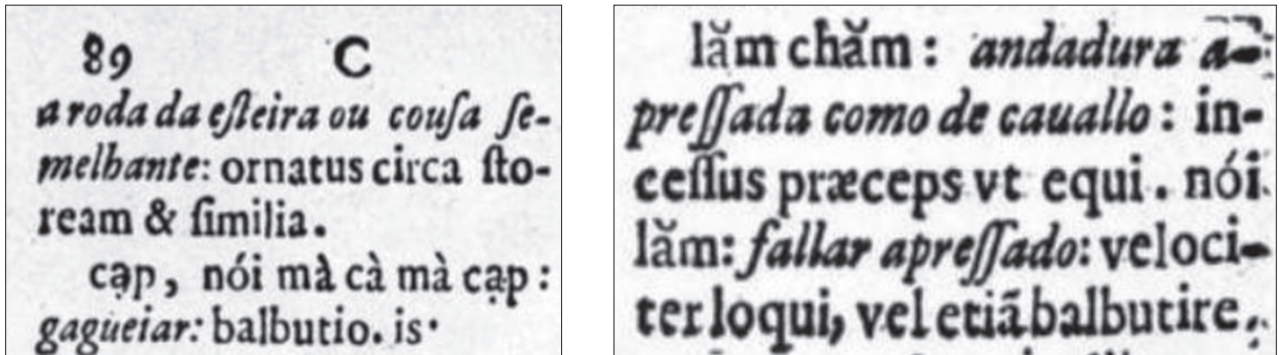 89 C
a roda da eſteira ou couſa ſe-
melhante: ornatus circa ſto-
ream & ſimilia.
cạp, nói mà cà mà cạp:
gagueiar: balbutio. is·
lăm chăm: andadura a-
preſſada como de cauallo: in-
ceſſus præceps vt equi. nói
lăm: fallar apreſſado: veloci-
ter loqui, vel etiã balbutire,